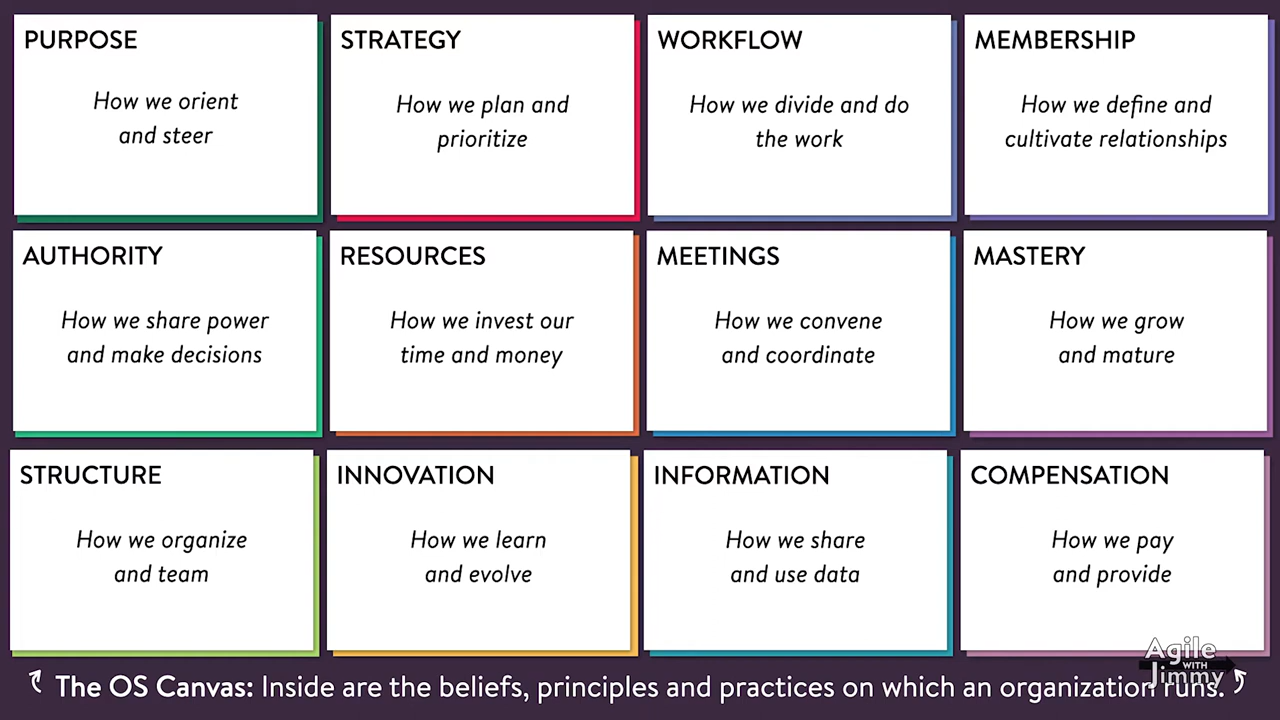 PURPOSE
How we orient
and steer
STRATEGY
How we plan and
prioritize
WORKFLOW
How we divide and do
the work
MEMBERSHIP
How we define and
cultivate relationships
AUTHORITY
How we share power
and make decisions
RESOURCES
How we invest our
time and money
MEETINGS
How we convene
and coordinate
MASTERY
How we grow
and mature
STRUCTURE
How we organize
and team
INNOVATION
How we learn
and evolve
INFORMATION
How we share
and use data
COMPENSATION
How we pay
and provide
The OS Canvas: Inside are the beliefs, principles and practices on which an organization runs.
Agile
WITH
Jimmy